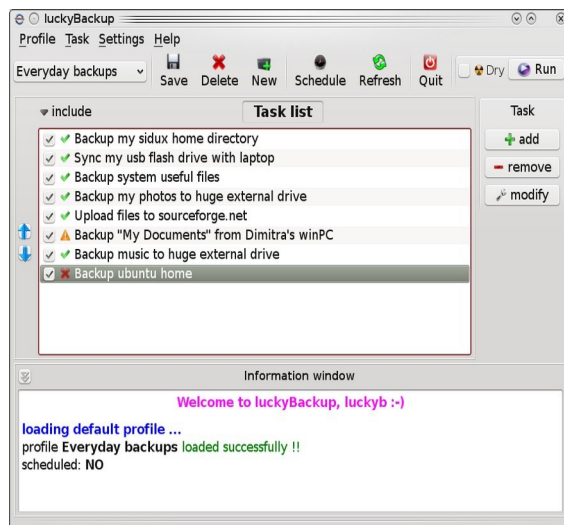 luckyBackup
Profile Task Settings Help
Everyday backups
Save Delete New Schedule Refresh Quit Dry Run
include
Task list
Task
Backup my sidux home directory
Sync my usb flash drive with laptop
Backup system useful files
Backup my photos to huge external drive
Upload files to sourceforge.net
Backup "My Documents" from Dimitra's winPC
Backup music to huge external drive
Backup ubuntu home
add
remove
modify
Information window
Welcome to luckyBackup, luckyb :-)
loading default profile ...
profile Everyday backups loaded successfully !!
scheduled: NO